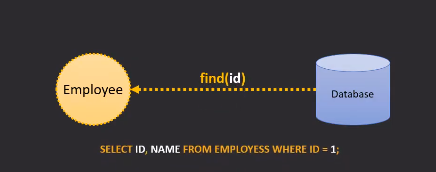 find(id)
Employee
Database
SELECT ID, NAME FROM EMPLOYESS WHERE ID = 1;